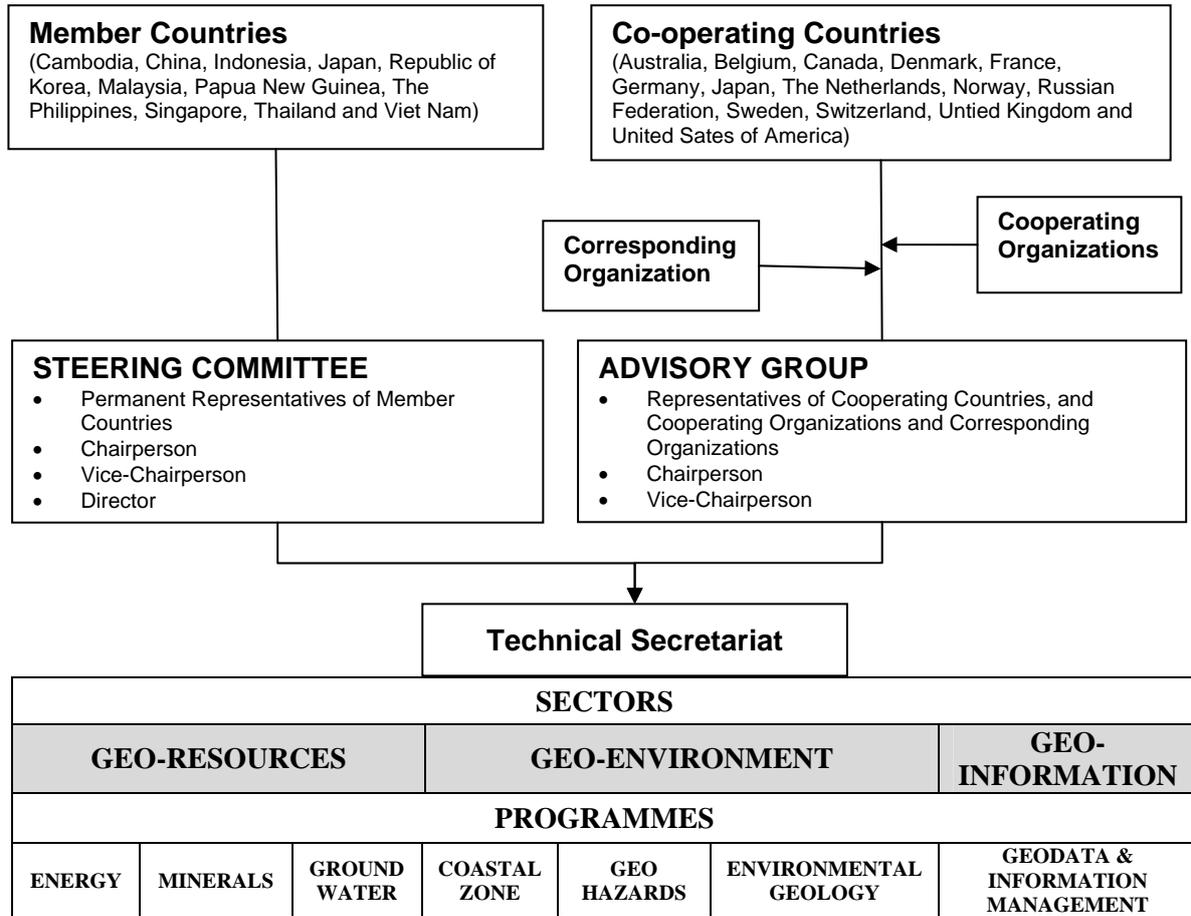 Member Countries
(Cambodia, China, Indonesia, Japan, Republic of
Korea, Malaysia, Papua New Guinea, The
Philippines, Singapore, Thailand and Viet Nam)
Co-operating Countries
(Australia, Belgium, Canada, Denmark, France,
Germany, Japan, The Netherlands, Norway, Russian
Federation, Sweden, Switzerland, Untied Kingdom and
United Sates of America)
Corresponding
Organization
Cooperating
Organizations
STEERING COMMITTEE
• Permanent Representatives of Member
Countries
• Chairperson
• Vice-Chairperson
• Director
ADVISORY GROUP
• Representatives of Cooperating Countries, and
Cooperating Organizations and Corresponding
Organizations
• Chairperson
• Vice-Chairperson
Technical Secretariat
SECTORS
GEO-RESOURCES
GEO-ENVIRONMENT
GEO-
INFORMATION
PROGRAMMES
ENERGY
MINERALS
GROUND
WATER
COASTAL
ZONE
GEO
HAZARDS
ENVIRONMENTAL
GEOLOGY
GEODATA &
INFORMATION
MANAGEMENT